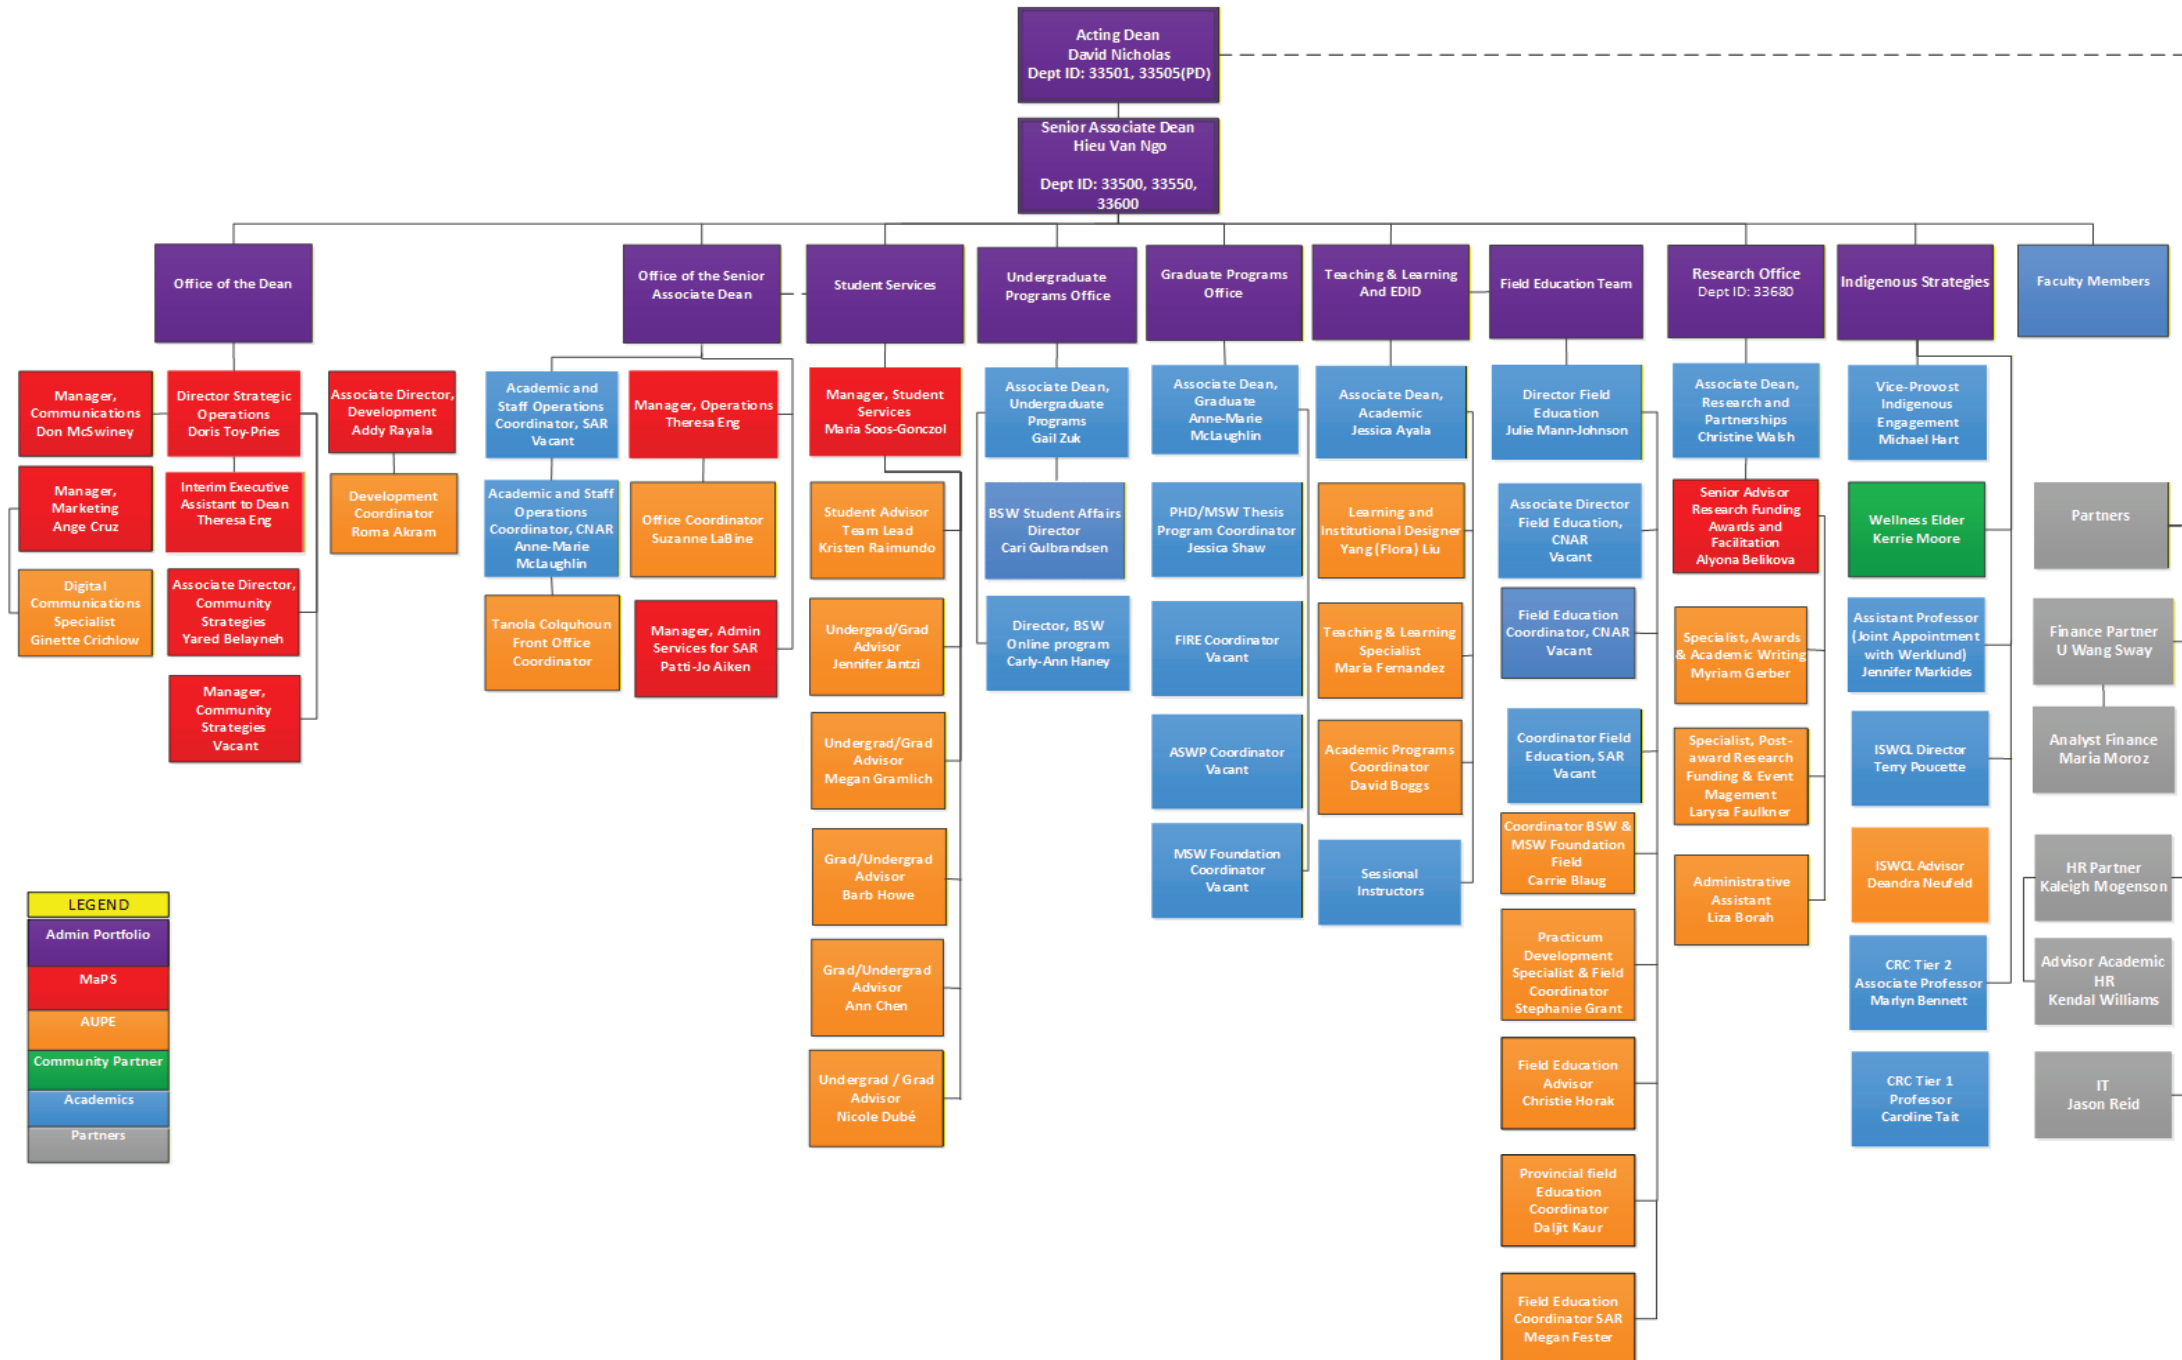 Acting Dean
David Nicholas
Dept ID: 33501, 33505(PD)
Senior Associate Dean
Hieu Van Ngo
Dept ID: 33500, 33550,
33600
Office of the Dean
Office of the Senior
Associate Dean
Student Services
Undergraduate
Programs Office
Graduate Programs
Office
Teaching & Learning
And EDID
Field Education Team
Research Office
Dept ID: 33680
Indigenous Strategies
Faculty Members
Manager,
Communications
Don McSwiney
Director Strategic
Operations
Doris Toy-Pries
Associate Director,
Development
Addy Rayala
Manager,
Marketing
Ange Cruz
Interim Executive
Assistant to Dean
Theresa Eng
Development
Coordinator
Roma Akram
Digital
Communications
Specialist
Ginette Crichlow
Associate Director,
Community
Strategies
Yared Belayneh
Manager,
Community
Strategies
Vacant
Academic and
Staff Operations
Coordinator, SAR
Vacant
Manager, Operations
Theresa Eng
Academic and Staff
Operations
Coordinator, CNAR
Anne-Marie
McLaughlin
Office Coordinator
Suzanne LaBine
Tanola Colquhoun
Front Office
Coordinator
Manager, Admin
Services for SAR
Patti-Jo Aiken
Manager, Student
Services
Maria Soos-Gonczol
Student Advisor
Team Lead
Kristen Raimundo
Undergrad/Grad
Advisor
Jennifer Jantzi
Undergrad/Grad
Advisor
Megan Gramlich
Grad/Undergrad
Advisor
Barb Howe
Grad/Undergrad
Advisor
Ann Chen
Undergrad / Grad
Advisor
Nicole Dubé
Associate Dean,
Undergraduate
Programs
Gail Zuk
BSW Student Affairs
Director
Cari Gulbrandsen
Director, BSW
Online program
Carly-Ann Haney
Associate Dean,
Graduate
Anne-Marie
McLaughlin
PHD/MSW Thesis
Program Coordinator
Jessica Shaw
FIRE Coordinator
Vacant
ASWP Coordinator
Vacant
MSW Foundation
Coordinator
Vacant
Associate Dean,
Academic
Jessica Ayala
Learning and
Institutional Designer
Yang (Flora) Liu
Teaching & Learning
Specialist
Maria Fernandez
Academic Programs
Coordinator
David Boggs
Sessional
Instructors
Director Field
Education
Julie Mann-Johnson
Associate Director
Field Education,
CNAR
Vacant
Field Education
Coordinator, CNAR
Vacant
Coordinator Field
Education, SAR
Vacant
Coordinator BSW &
MSW Foundation
Field
Carrie Blaug
Practicum
Development
Specialist & Field
Coordinator
Stephanie Grant
Field Education
Advisor
Christie Horak
Provincial field
Education
Coordinator
Daljit Kaur
Field Education
Coordinator SAR
Megan Fester
Associate Dean,
Research and
Partnerships
Christine Walsh
Senior Advisor
Research Funding
Awards and
Facilitation
Alyona Belikova
Specialist, Awards
& Academic Writing
Myriam Gerber
Specialist, Post-
award Research
Funding & Event
Magement
Larysa Faulkner
Administrative
Assistant
Liza Borah
Vice-Provost
Indigenous
Engagement
Michael Hart
Wellness Elder
Kerrie Moore
Assistant Professor
(Joint Appointment
with Werklund)
Jennifer Markides
ISWCL Director
Terry Poucette
ISWCL Advisor
Deandra Neufeld
CRC Tier 2
Associate Professor
Marlyn Bennett
CRC Tier 1
Professor
Caroline Tait
Partners
Finance Partner
U Wang Sway
Analyst Finance
Maria Moroz
HR Partner
Kaleigh Mogenson
Advisor Academic
HR
Kendal Williams
IT
Jason Reid
LEGEND
Admin Portfolio
MaPS
AUPE
Community Partner
Academics
Partners